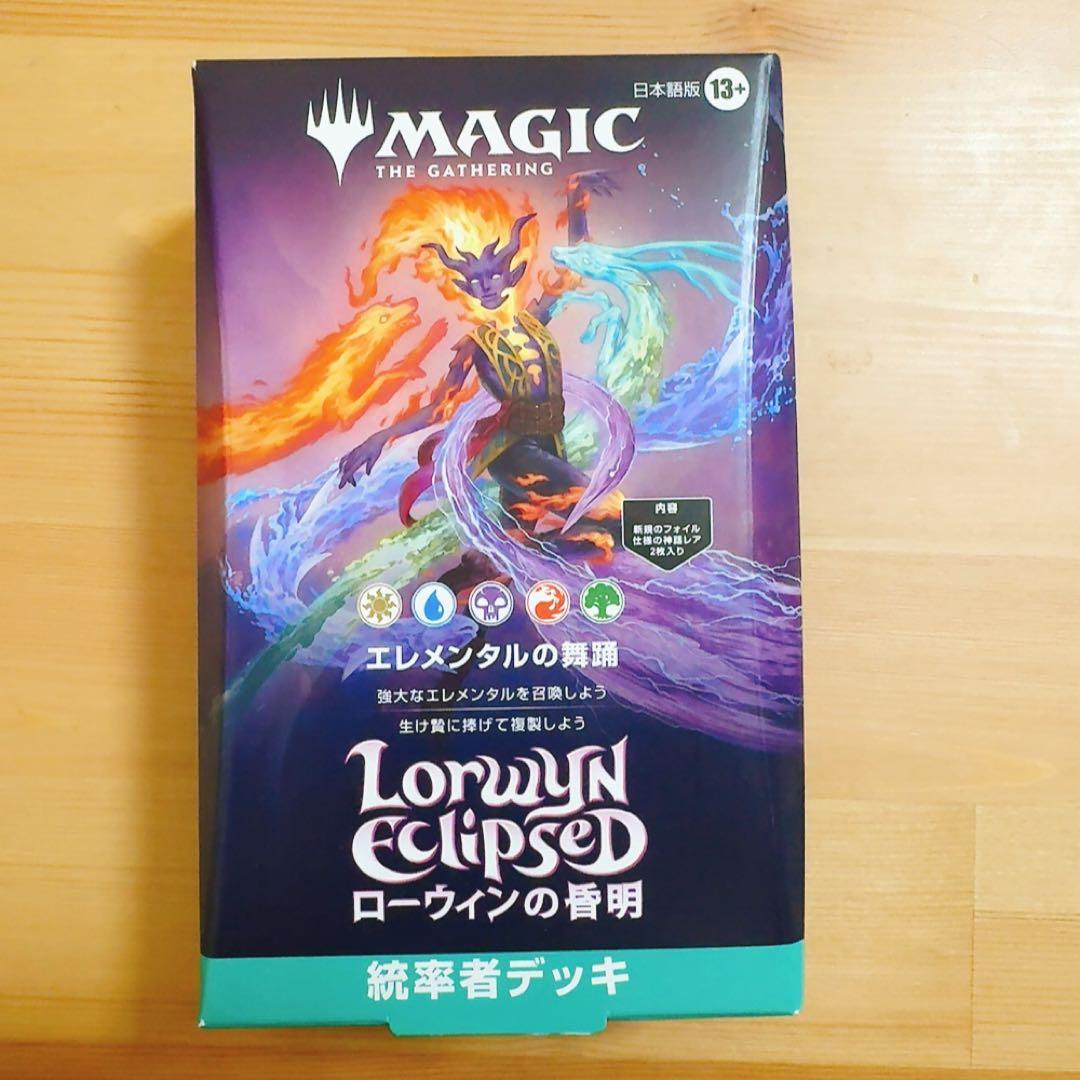 日本語版 13+
MAGIC
THE GATHERING
内容
新規のフォイル
仕様の神話レア
2枚入り
エレメンタルの舞踊
強大なエレメンタルを召喚しよう
生け贄に捧げて複製しよう
Lorwyn
Eclipsed
ローウィンの昏明
統率者デッキ